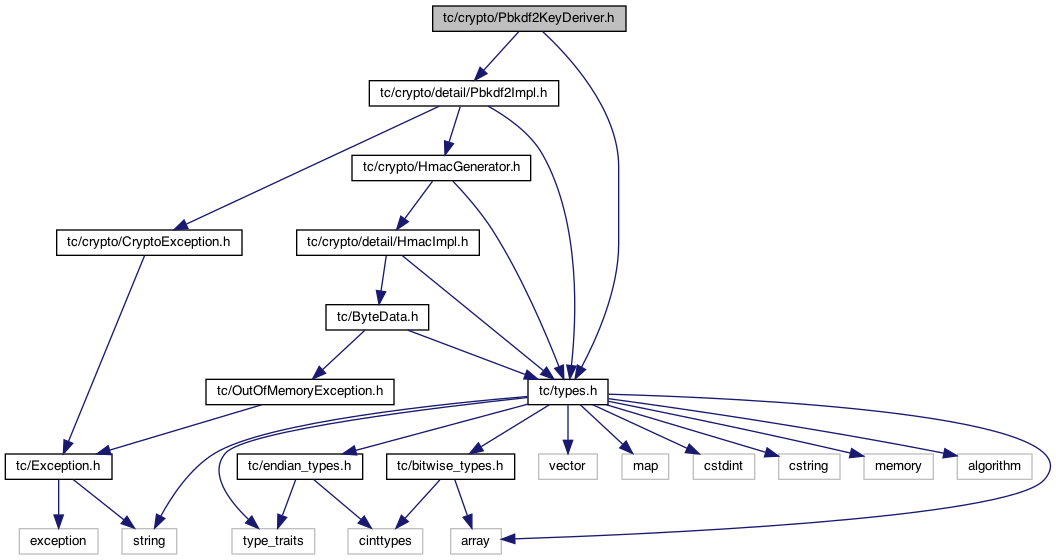 tc/crypto/Pbkdf2KeyDeriver.h
tc/crypto/detail/Pbkdf2Impl.h
tc/crypto/HmacGenerator.h
tc/crypto/CryptoException.h
tc/crypto/detail/HmacImpl.h
tc/ByteData.h
tc/OutOfMemoryException.h
tc/types.h
tc/Exception.h
tc/endian_types.h
tc/bitwise_types.h
vector
map
cstdint
cstring
memory
algorithm
exception
string
type_traits
cinttypes
array